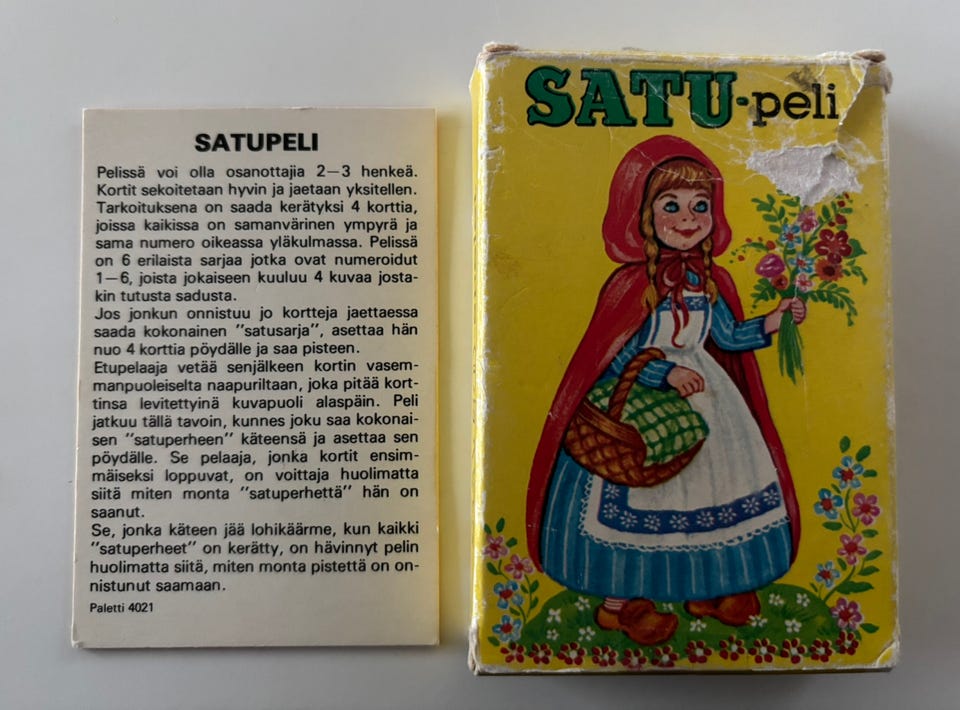 SATUPELI
Pelissä voi olla osanottajia 2—3 henkeä.
Kortit sekoitetaan hyvin ja jaetaan yksitellen.
Tarkoituksena on saada kerätyksi 4 korttia,
joissa kaikissa on samanvärinen ympyrä ja
sama numero oikeassa yläkulmassa. Pelissä
on 6 erilaista sarjaa jotka ovat numeroidut
1—6, joista jokaiseen kuuluu 4 kuvaa josta-
kin tutusta sadusta.
Jos jonkun onnistuu jo kortteja jaettaessa
saada kokonainen "satusarja", asettaa hän
nuo 4 korttia pöydälle ja saa pisteen.
Etupelaaja vetää senjälkeen kortin vasem-
manpuoleiselta naapuriltaan, joka pitää kort-
tinsa levitettyinä kuvapuoli alaspäin. Peli
jatkuu tällä tavoin, kunnes joku saa kokonai-
sen "satuperheen" käteensä ja asettaa sen
pöydälle. Se pelaaja, jonka kortit ensim-
mäiseksi loppuvat, on voittaja huolimatta
siitä miten monta "satuperhettä" hän on
saanut.
Se, jonka käteen jää lohikäärme, kun kaikki
"satuperheet" on kerätty, on hävinnyt pelin
huolimatta siitä, miten monta pistettä on on-
nistunut saamaan.
Paletti 4021
SATU-peli